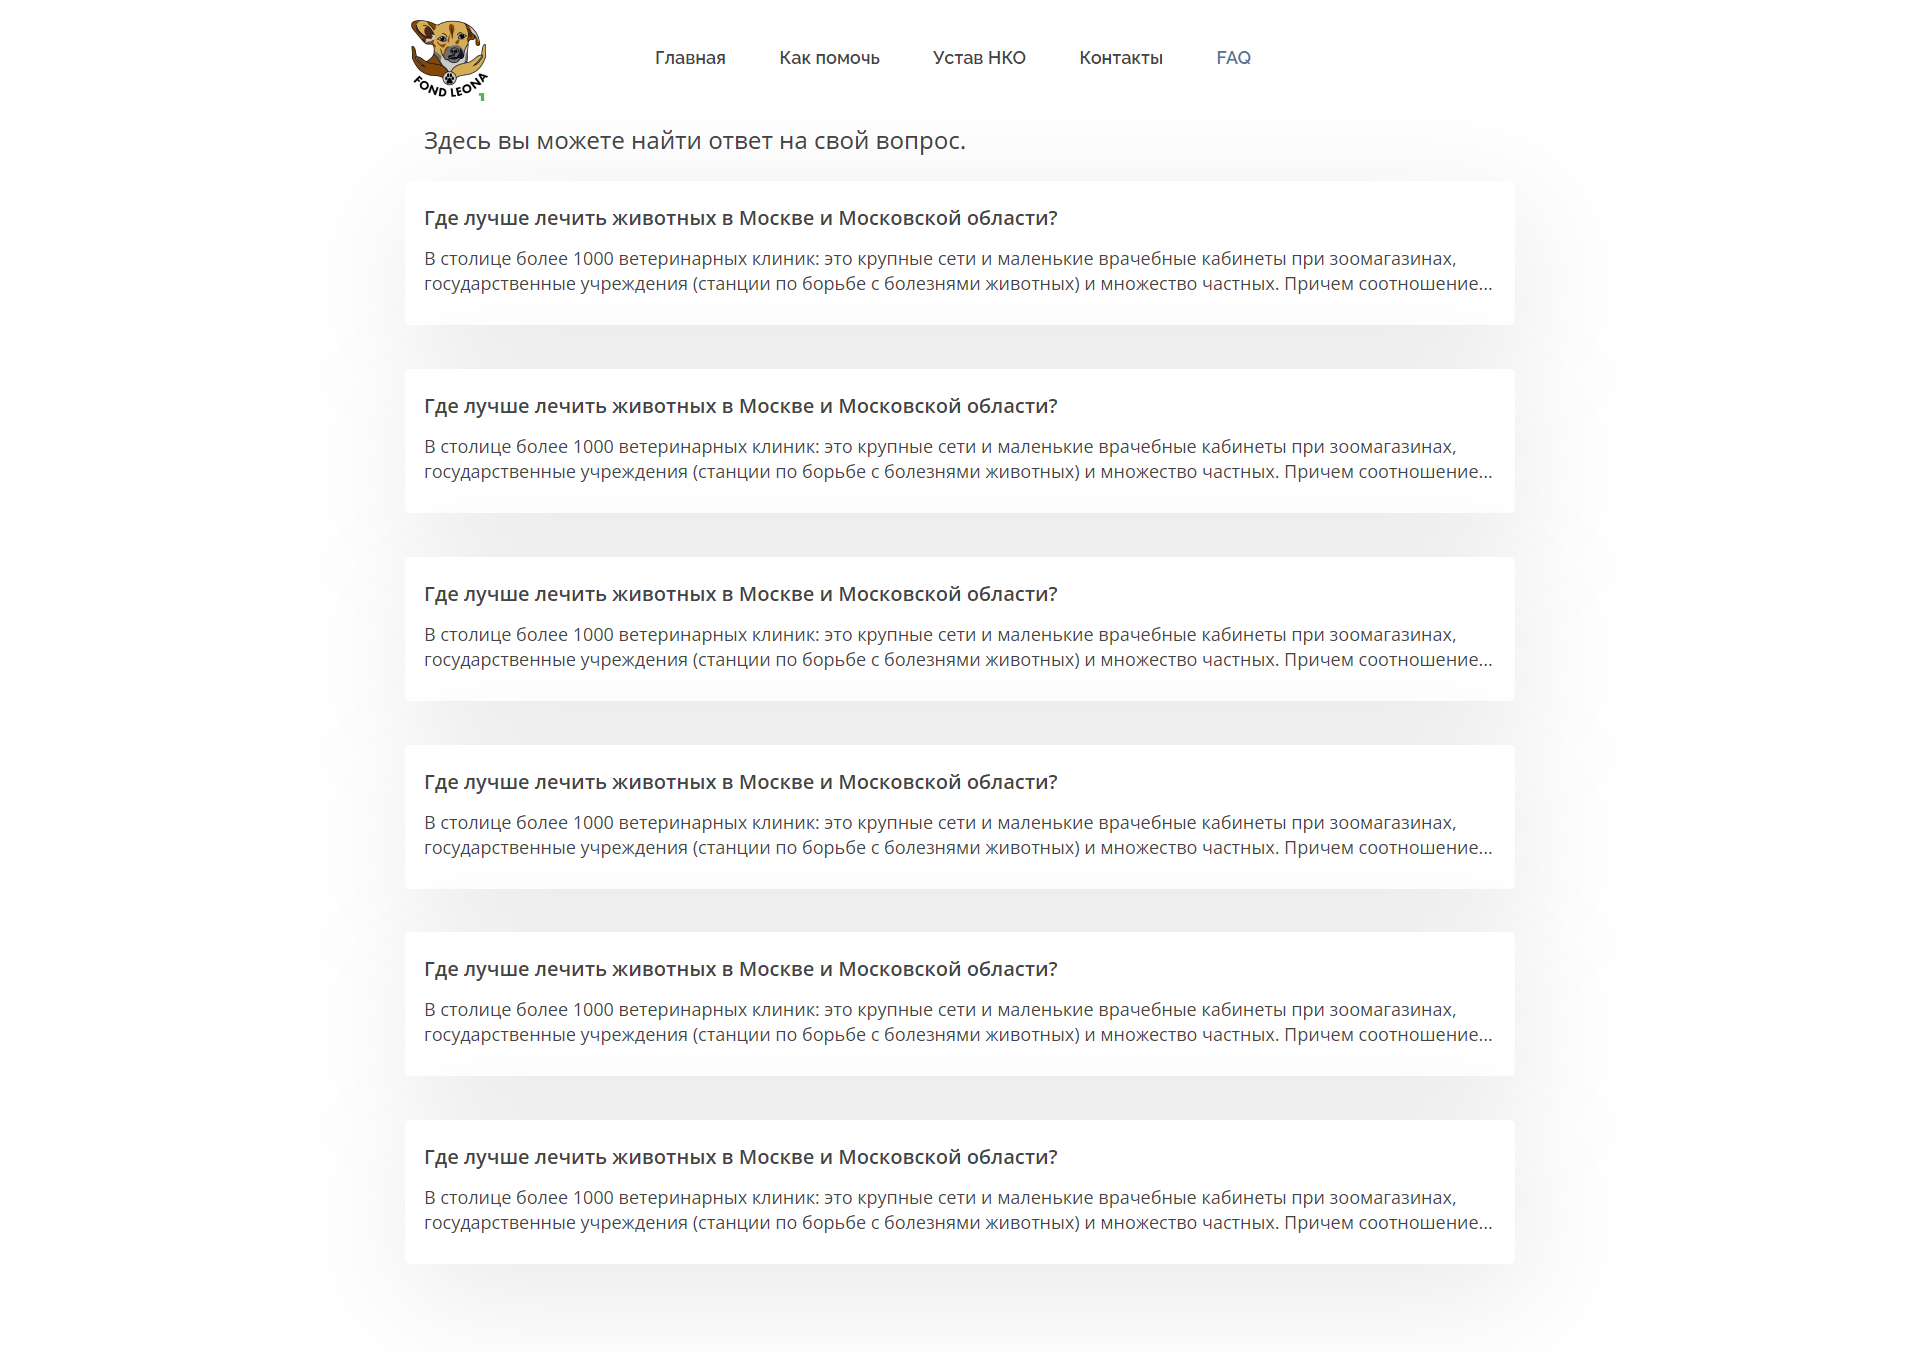 FOND LEONA
1
Главная Как помочь Устав НКО Контакты FAQ
Здесь вы можете найти ответ на свой вопрос.
Где лучше лечить животных в Москве и Московской области?
В столице более 1000 ветеринарных клиник: это крупные сети и маленькие врачебные кабинеты при зоомагазинах,
государственные учреждения (станции по борьбе с болезнями животных) и множество частных. Причем соотношение...
Где лучше лечить животных в Москве и Московской области?
В столице более 1000 ветеринарных клиник: это крупные сети и маленькие врачебные кабинеты при зоомагазинах,
государственные учреждения (станции по борьбе с болезнями животных) и множество частных. Причем соотношение...
Где лучше лечить животных в Москве и Московской области?
В столице более 1000 ветеринарных клиник: это крупные сети и маленькие врачебные кабинеты при зоомагазинах,
государственные учреждения (станции по борьбе с болезнями животных) и множество частных. Причем соотношение...
Где лучше лечить животных в Москве и Московской области?
В столице более 1000 ветеринарных клиник: это крупные сети и маленькие врачебные кабинеты при зоомагазинах,
государственные учреждения (станции по борьбе с болезнями животных) и множество частных. Причем соотношение...
Где лучше лечить животных в Москве и Московской области?
В столице более 1000 ветеринарных клиник: это крупные сети и маленькие врачебные кабинеты при зоомагазинах,
государственные учреждения (станции по борьбе с болезнями животных) и множество частных. Причем соотношение...
Где лучше лечить животных в Москве и Московской области?
В столице более 1000 ветеринарных клиник: это крупные сети и маленькие врачебные кабинеты при зоомагазинах,
государственные учреждения (станции по борьбе с болезнями животных) и множество частных. Причем соотношение...